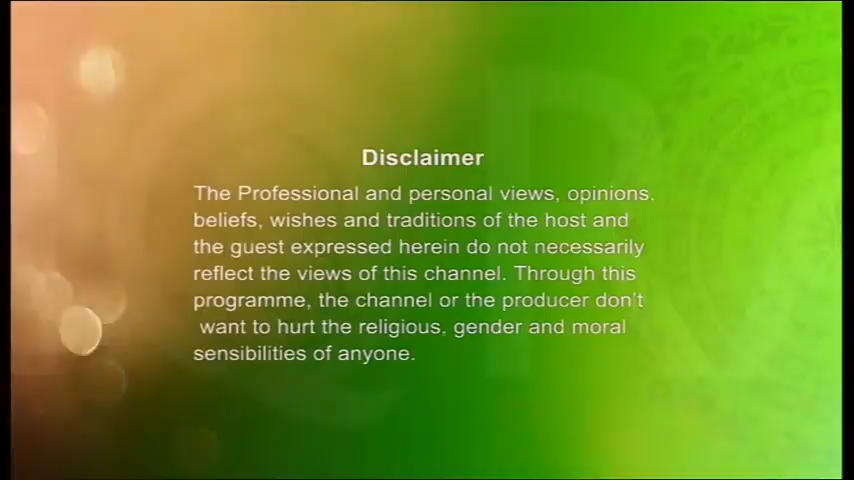 Disclaimer
The Professional and personal views, opinions.
beliefs, wishes and traditions of the host and
the guest expressed herein do not necessarily
reflect the views of this channel. Through this
programme, the channel or the producer don't
want to hurt the religious, gender and moral
sensibilities of anyone.